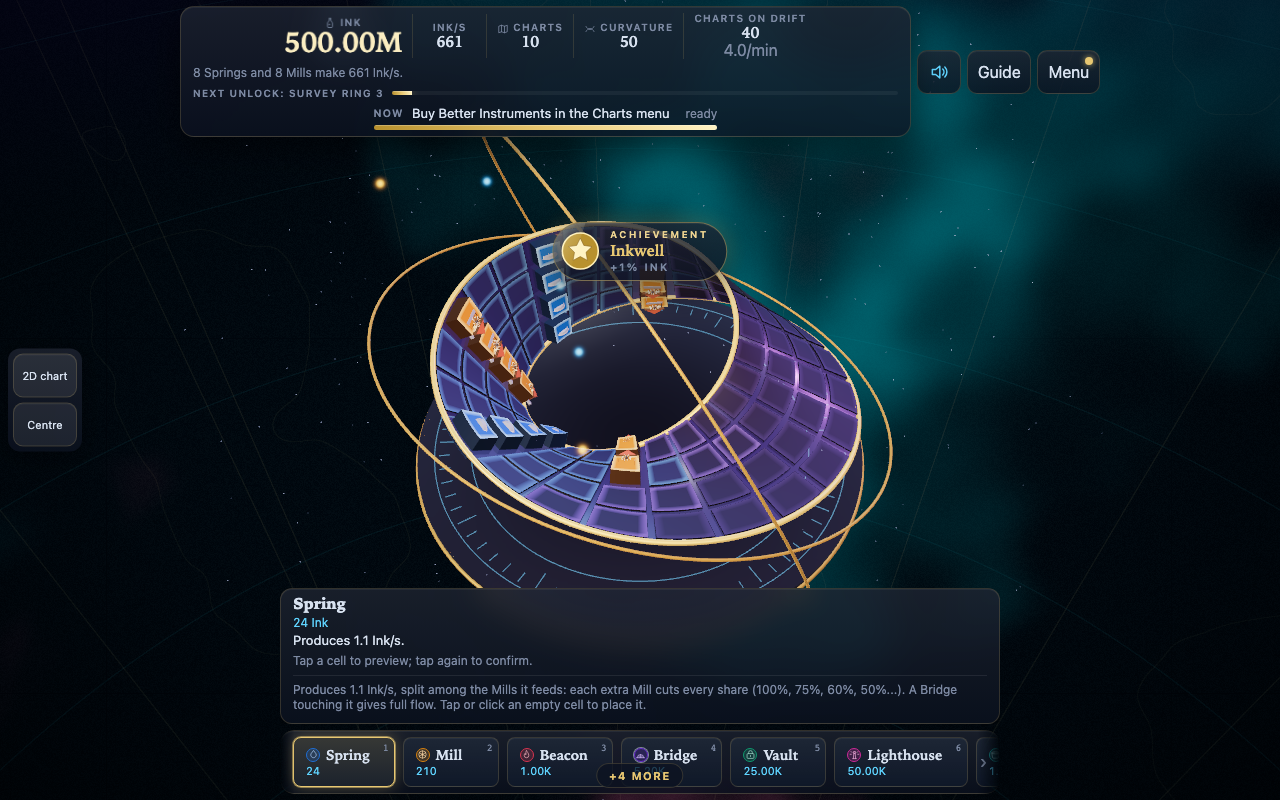 INK
500.00M
INK/S
661
CHARTS
10
CURVATURE
50
CHARTS ON DRIFT
40
4.0/min
8 Springs and 8 Mills make 661 Ink/s.
NEXT UNLOCK: SURVEY RING 3
NOW Buy Better Instruments in the Charts menu ready
Guide
Menu
ACHIEVEMENT
Inkwell
+1% INK
2D chart
Centre
Spring
24 Ink
Produces 1.1 Ink/s.
Tap a cell to preview; tap again to confirm.
Produces 1.1 Ink/s, split among the Mills it feeds: each extra Mill cuts every share (100%, 75%, 60%, 50%...). A Bridge
touching it gives full flow. Tap or click an empty cell to place it.
Spring 1
24
Mill 2
210
Beacon 3
1.00K
Bridge 4
Vault 5
25.00K
Lighthouse 6
50.00K
+4 MORE